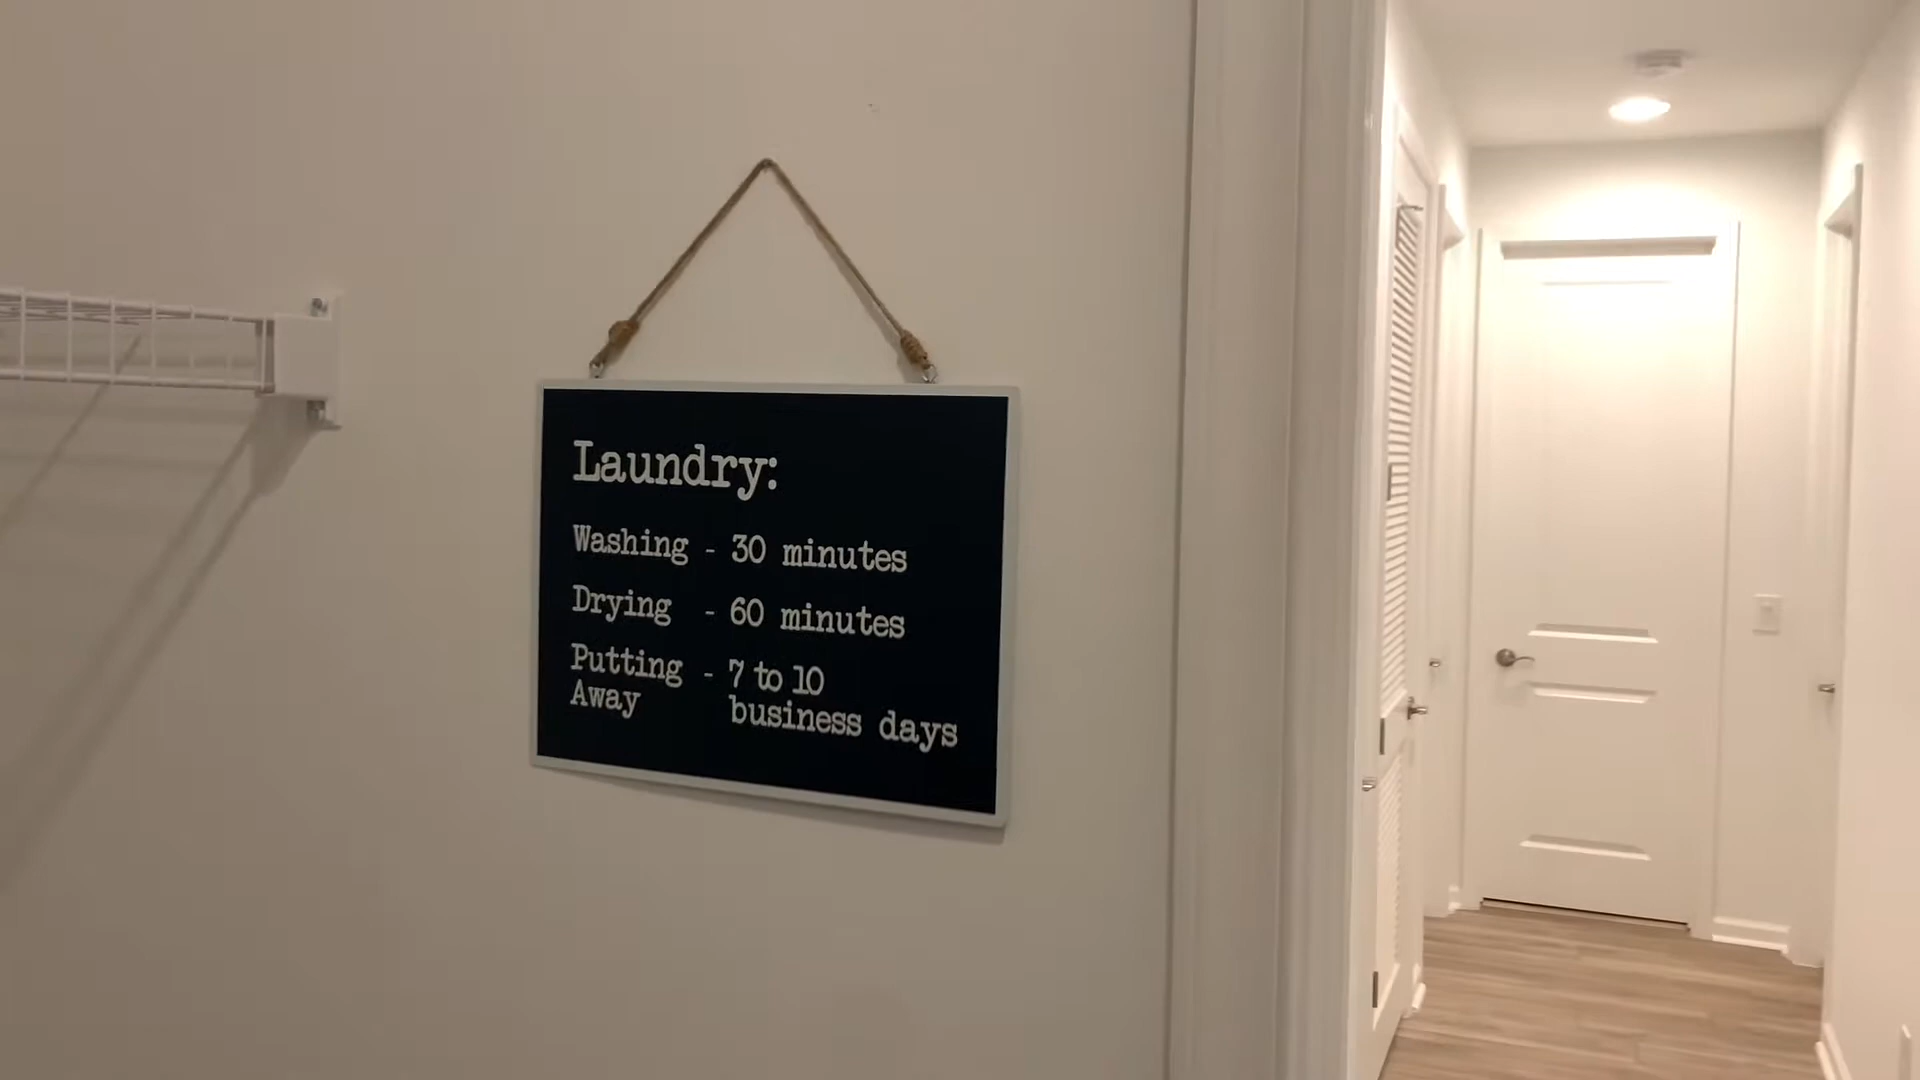 Laundry:
Washing - 30 minutes
Drying - 60 minutes
Putting - 7 to 10
Away business days